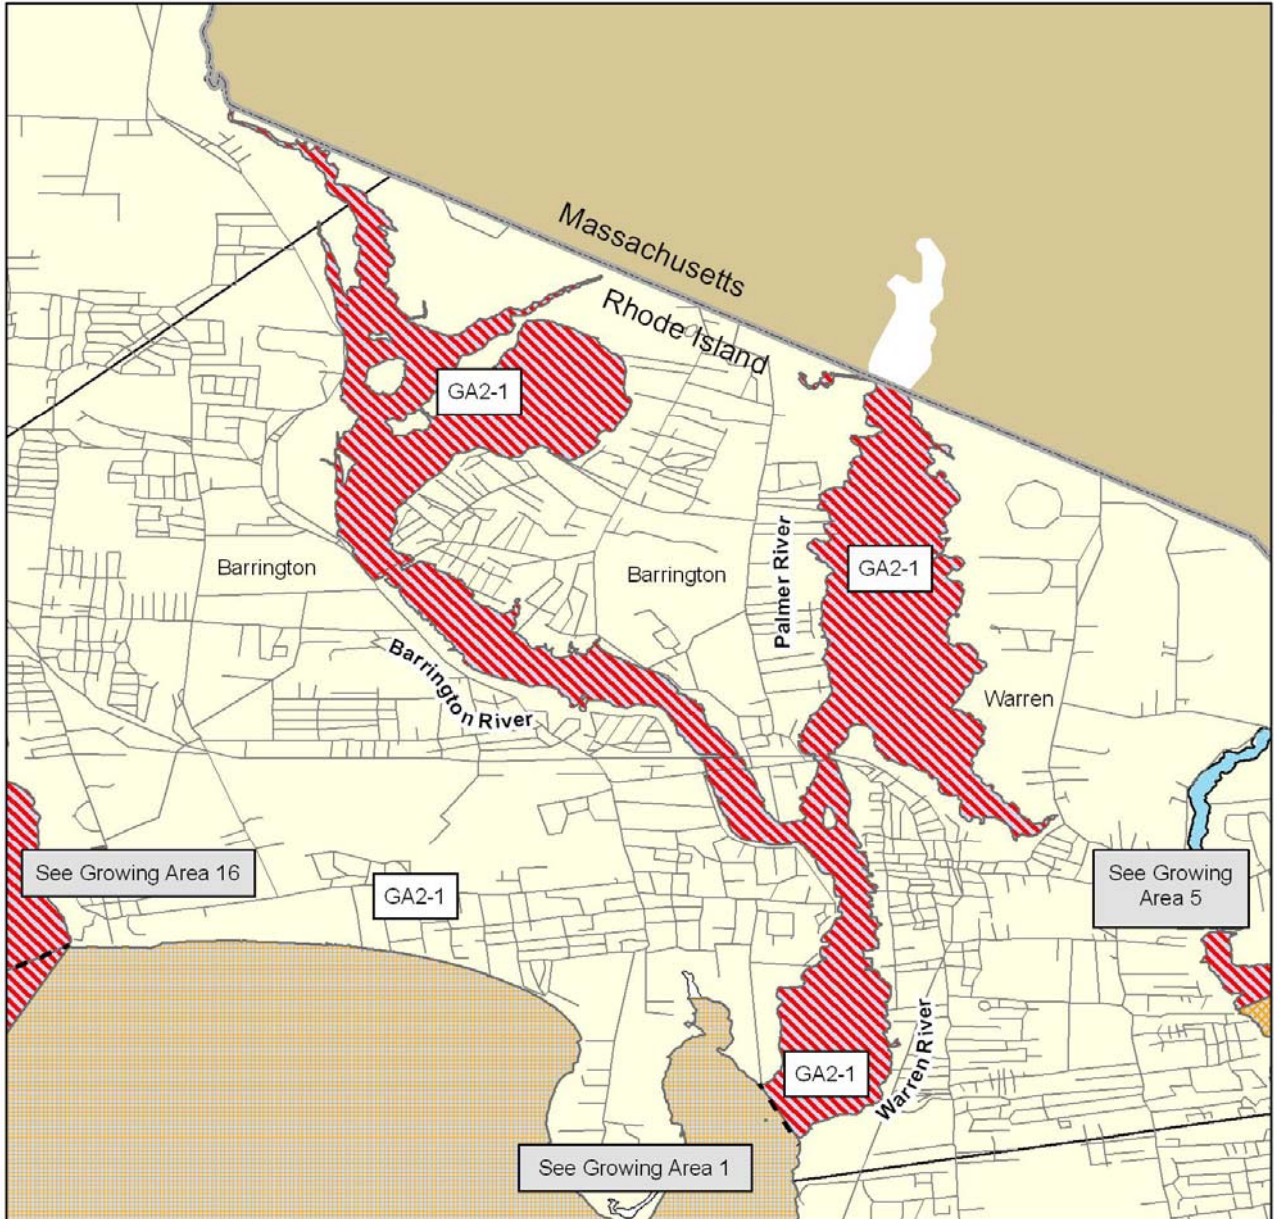 Massachusetts
Rhode Island
GA2-1
Palmer River
GA2-1
Barrington
Barrington
Barrington River
Warren
See Growing Area 16
GA2-1
See Growing
Area 5
Warren River
GA2-1
See Growing Area 1